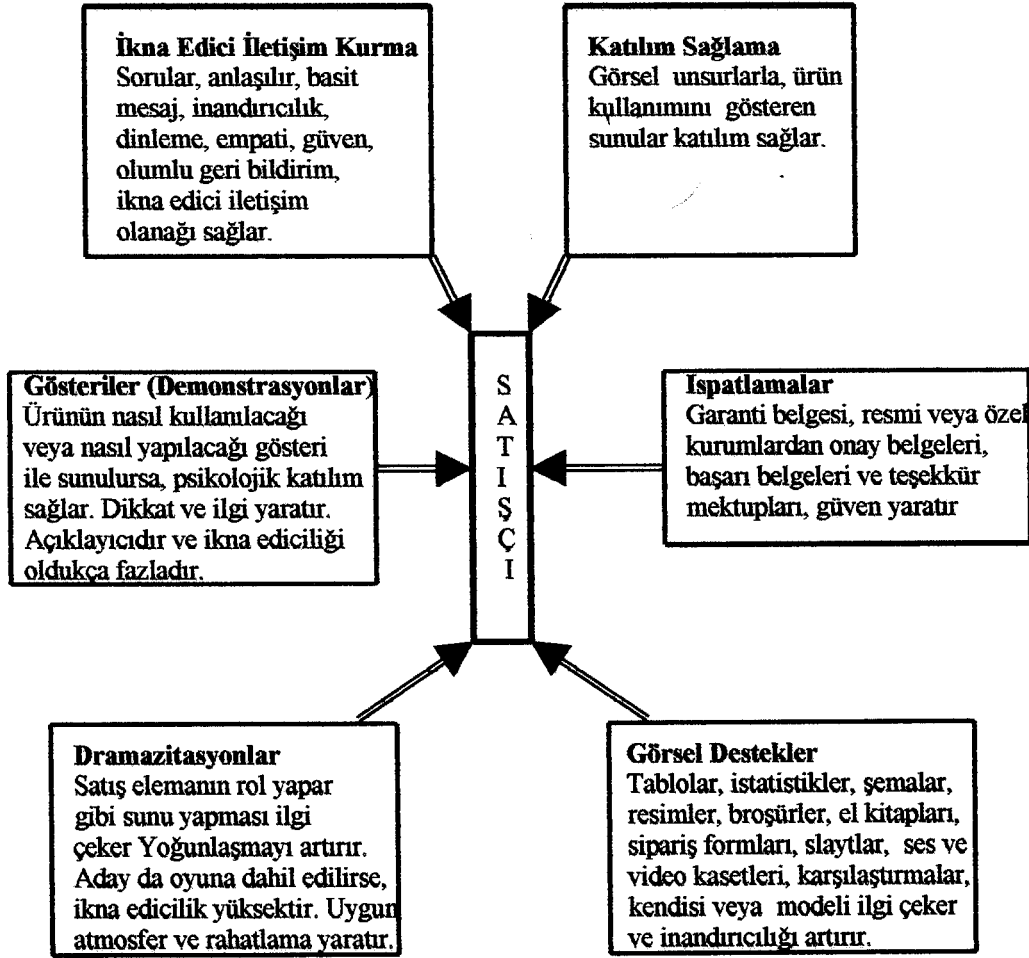 İkna Edici İletişim Kurma
Sorular, anlaşılır, basit
mesaj, inandırıcılık,
dinleme, empati, güven,
olumlu geri bildirim,
ikna edici iletişim
olanağı sağlar.
Katılım Sağlama
Görsel unsurlarla, ürün
kullanımını gösteren
sunular katılım sağlar.
Gösteriler (Demonstrasyonlar)
Ürünün nasıl kullanılacağı
veya nasıl yapılacağı gösteri
ile sunulursa, psikolojik katılım
sağlar. Dikkat ve ilgi yaratır.
Açıklayıcıdır ve ikna ediciliği
oldukça fazladır.
S
A
T
I
Ş
Ç
I
Ispatlamalar
Garanti belgesi, resmi veya özel
kurumlardan onay belgeleri,
başarı belgeleri ve teşekkür
mektupları, güven yaratır
Dramazitasyonlar
Satış elemanın rol yapar
gibi sunu yapması ilgi
çeker Yoğunlaşmayı artırır.
Aday da oyuna dahil edilirse,
ikna edicilik yüksektir. Uygun
atmosfer ve rahatlama yaratır.
Görsel Destekler
Tablolar, istatistikler, şemalar,
resimler, broşürler, el kitapları,
sipariş formları, slaytlar, ses ve
video kasetleri, karşılaştırmalar,
kendisi veya modeli ilgi çeker
ve inandırıcılığı artırır.